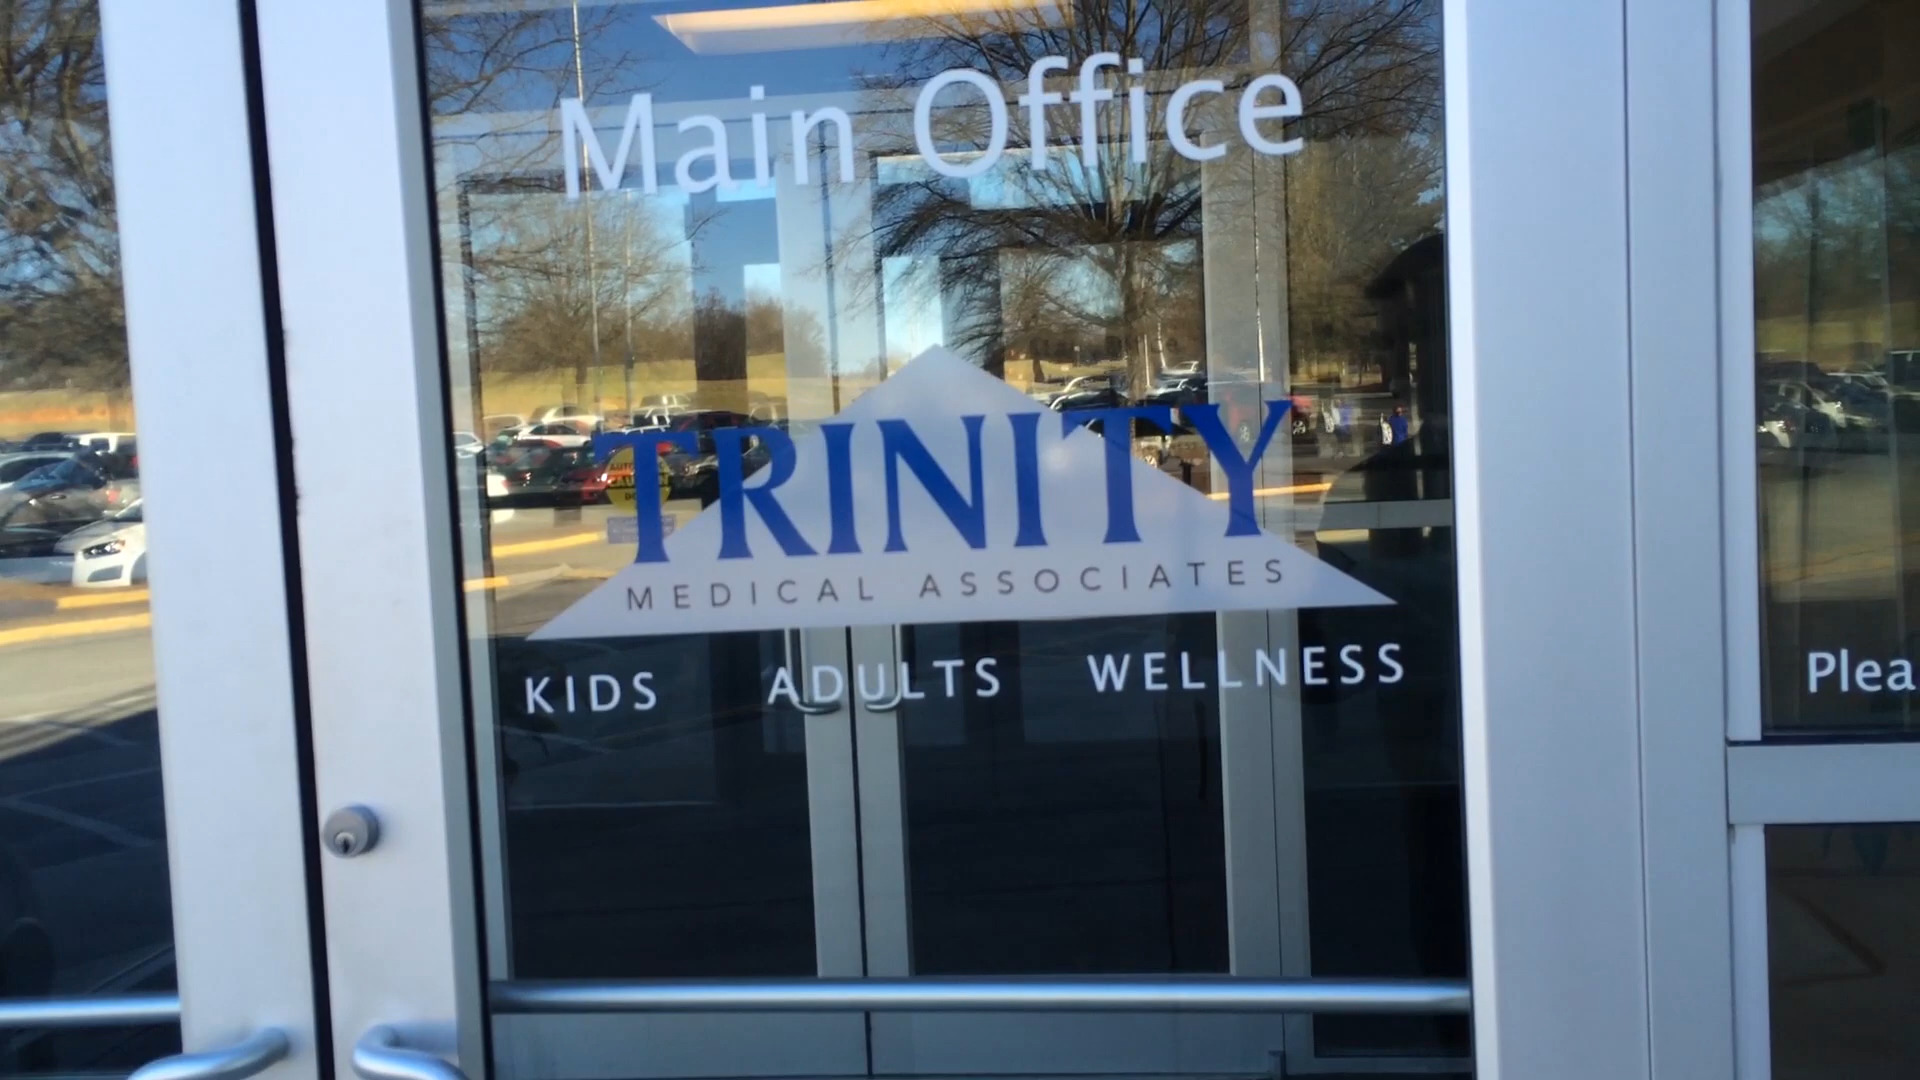 Main Office
TRINITY
MEDICAL ASSOCIATES
KIDS ADULTS WELLNESS
Plea